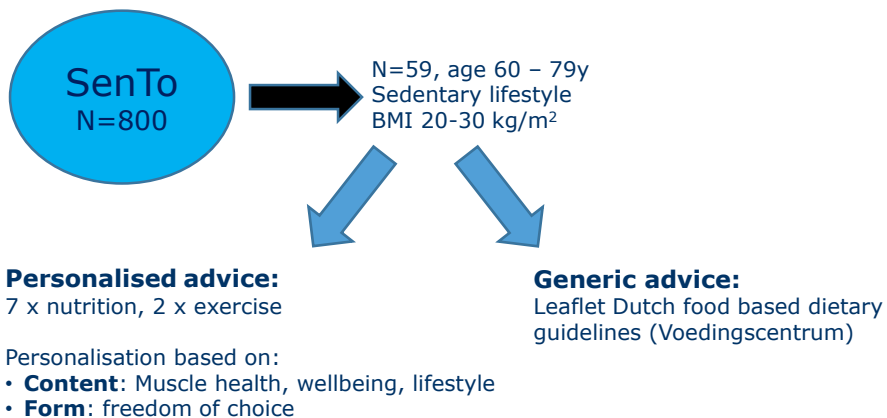 SenTo
N=800
N=59, age 60 – 79y
Sedentary lifestyle
BMI 20-30 kg/m²
Personalised advice:
7 x nutrition, 2 x exercise
Personalisation based on:
• Content: Muscle health, wellbeing, lifestyle
• Form: freedom of choice
Generic advice:
Leaflet Dutch food based dietary
guidelines (Voedingscentrum)